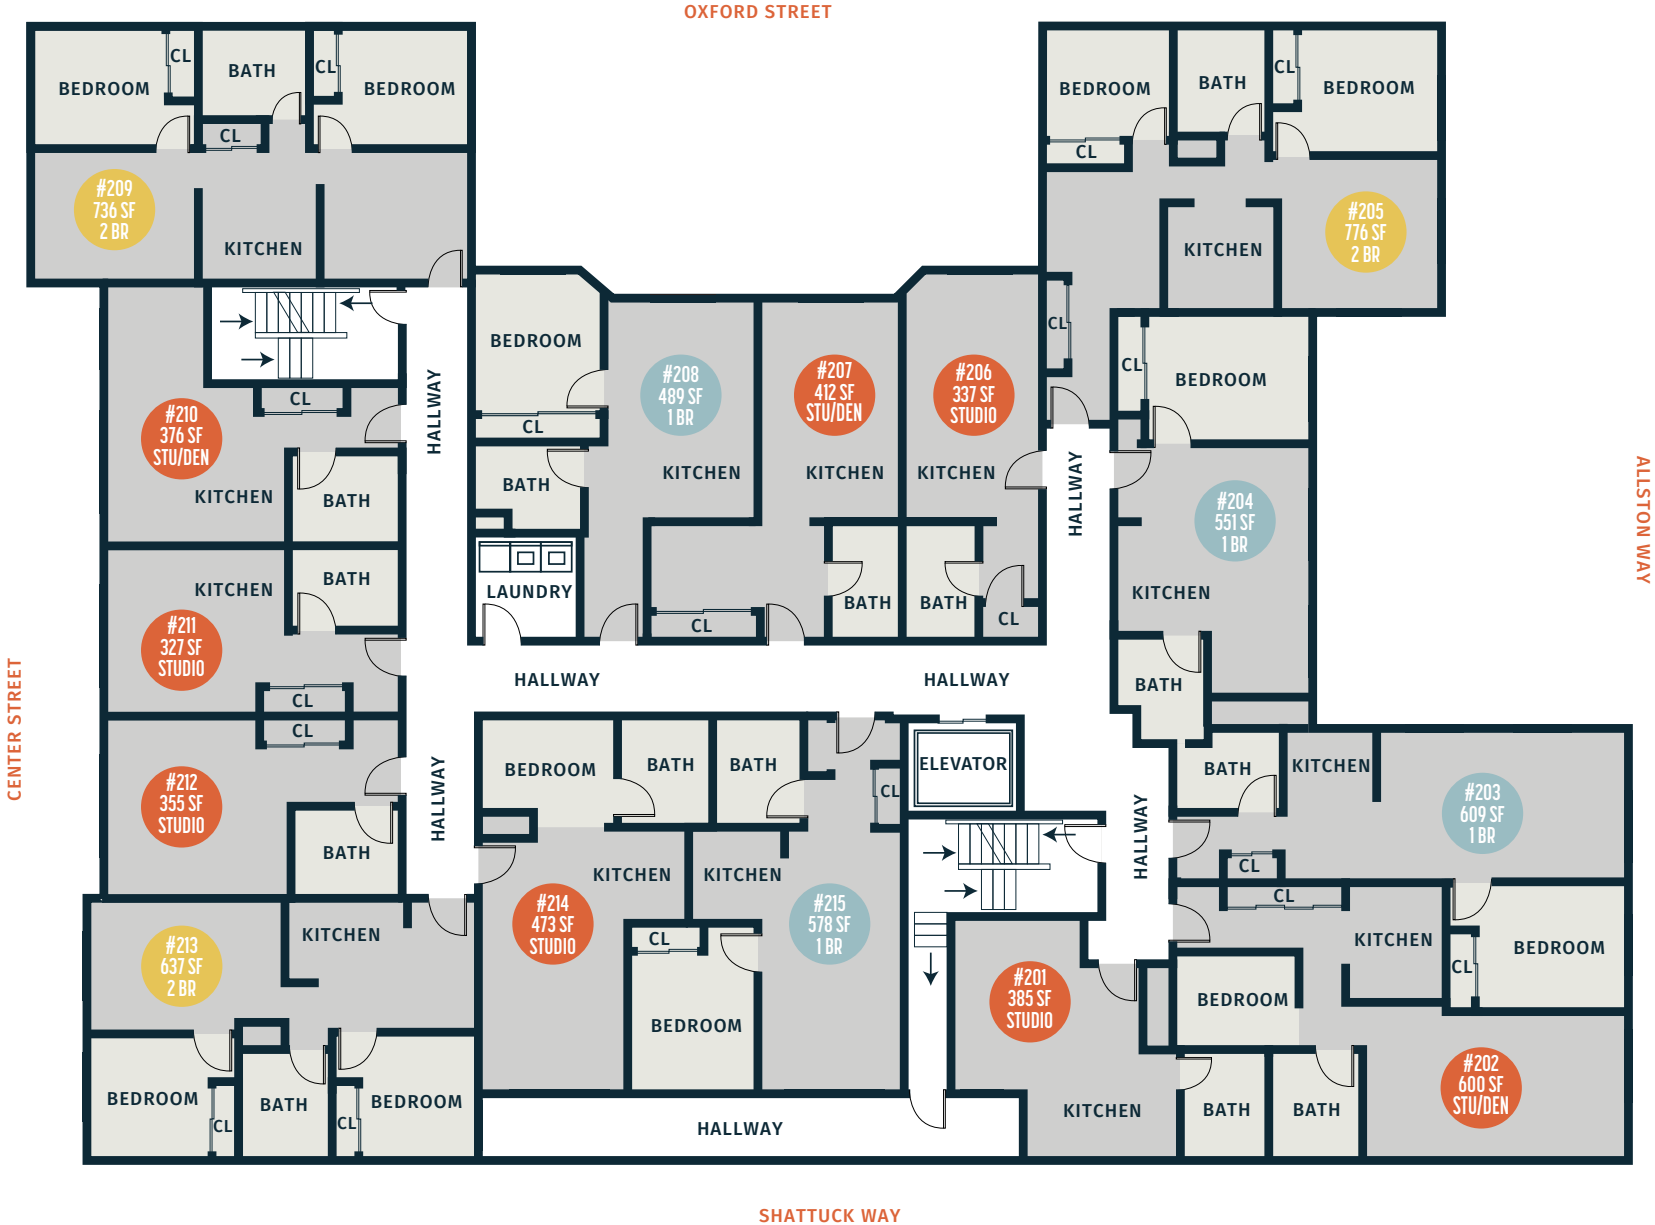 OXFORD STREET
BEDROOM
CL
BATH
CL
BEDROOM
CL
#209
736 SF
2 BR
KITCHEN
BEDROOM
BATH
CL
BEDROOM
CL
#205
776 SF
2 BR
KITCHEN
CL
#210
376 SF
STU/DEN
CL
KITCHEN
BATH
HALLWAY
BEDROOM
CL
BATH
#208
489 SF
1 BR
KITCHEN
#207
412 SF
STU/DEN
KITCHEN
#206
337 SF
STUDIO
KITCHEN
HALLWAY
CL
BEDROOM
#204
551 SF
1 BR
KITCHEN
BATH
ALLSTON WAY
KITCHEN
BATH
#211
327 SF
STUDIO
CL
LAUNDRY
CL
BATH
BATH
CL
HALLWAY
HALLWAY
CENTER STREET
CL
#212
355 SF
STUDIO
BATH
HALLWAY
BEDROOM
BATH
BATH
CL
ELEVATOR
HALLWAY
BATH
KITCHEN
#203
609 SF
1 BR
CL
KITCHEN
#214
473 SF
STUDIO
KITCHEN
#215
578 SF
1 BR
CL
BEDROOM
CL
KITCHEN
CL
BEDROOM
BEDROOM
#213
637 SF
2 BR
KITCHEN
BEDROOM
CL
BATH
CL
BEDROOM
#201
385 SF
STUDIO
KITCHEN
BATH
BATH
#202
600 SF
STU/DEN
HALLWAY
SHATTUCK WAY